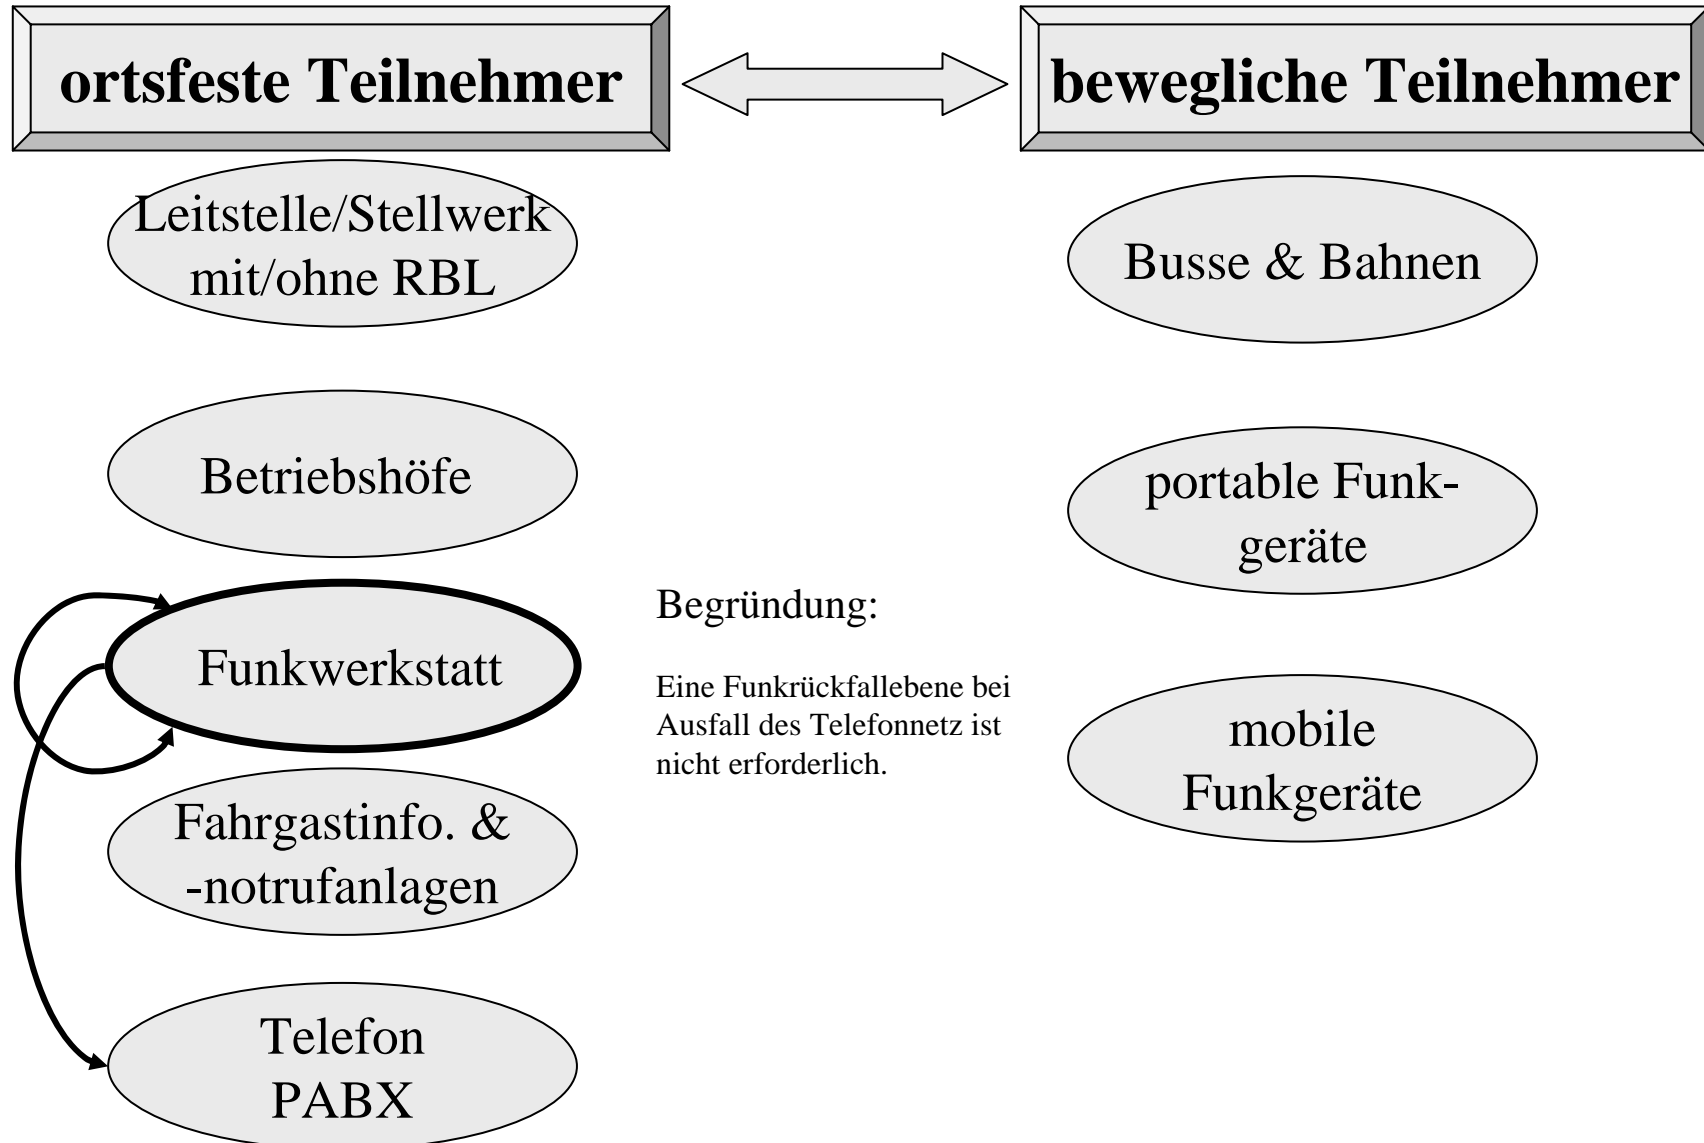 ortsfeste Teilnehmer
bewegliche Teilnehmer
Leitstelle/Stellwerk
mit/ohne RBL
Betriebshöfe
Funkwerkstatt
Fahrgastinfo. &
-notrufanlagen
Telefon
PABX
Begründung:
Eine Funkrückfallebene bei
Ausfall des Telefonnetz ist
nicht erforderlich.
Busse & Bahnen
portable Funk-
geräte
mobile
Funkgeräte